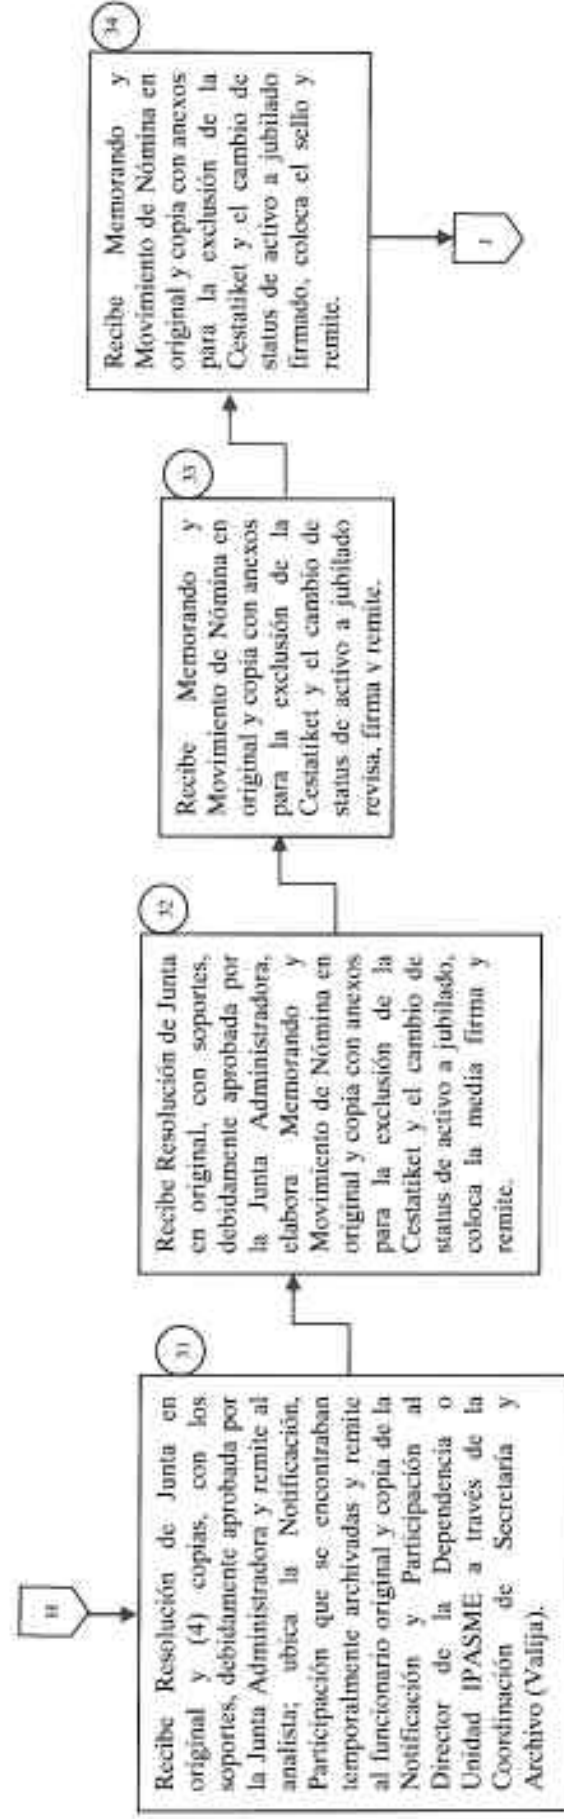 H
31
Recibe Resolución de Junta en
original y (4) copias, con los
soportes, debidamente aprobada por
la Junta Administradora y remite al
analista; ubica la Notificación,
Participación que se encontraban
temporalmente archivadas y remite
al funcionario original y copia de la
Notificación y Participación al
Director de la Dependencia o
Unidad IPASME a través de la
Coordinación de Secretaría y
Archivo (Valija).
32
Recibe Resolución de Junta
en original, con soportes,
debidamente aprobada por
la Junta Administradora,
elabora Memorando y
Movimiento de Nómina en
original y copia con anexos
para la exclusión de la
Cestatiket y el cambio de
status de activo a jubilado,
coloca la media firma y
remite.
33
Recibe Memorando y
Movimiento de Nómina en
original y copia con anexos
para la exclusión de la
Cestatiket y el cambio de
status de activo a jubilado
revisa, firma y remite.
34
Recibe Memorando y
Movimiento de Nómina en
original y copia con anexos
para la exclusión de la
Cestatiket y el cambio de
status de activo a jubilado
firmado, coloca el sello y
remite.